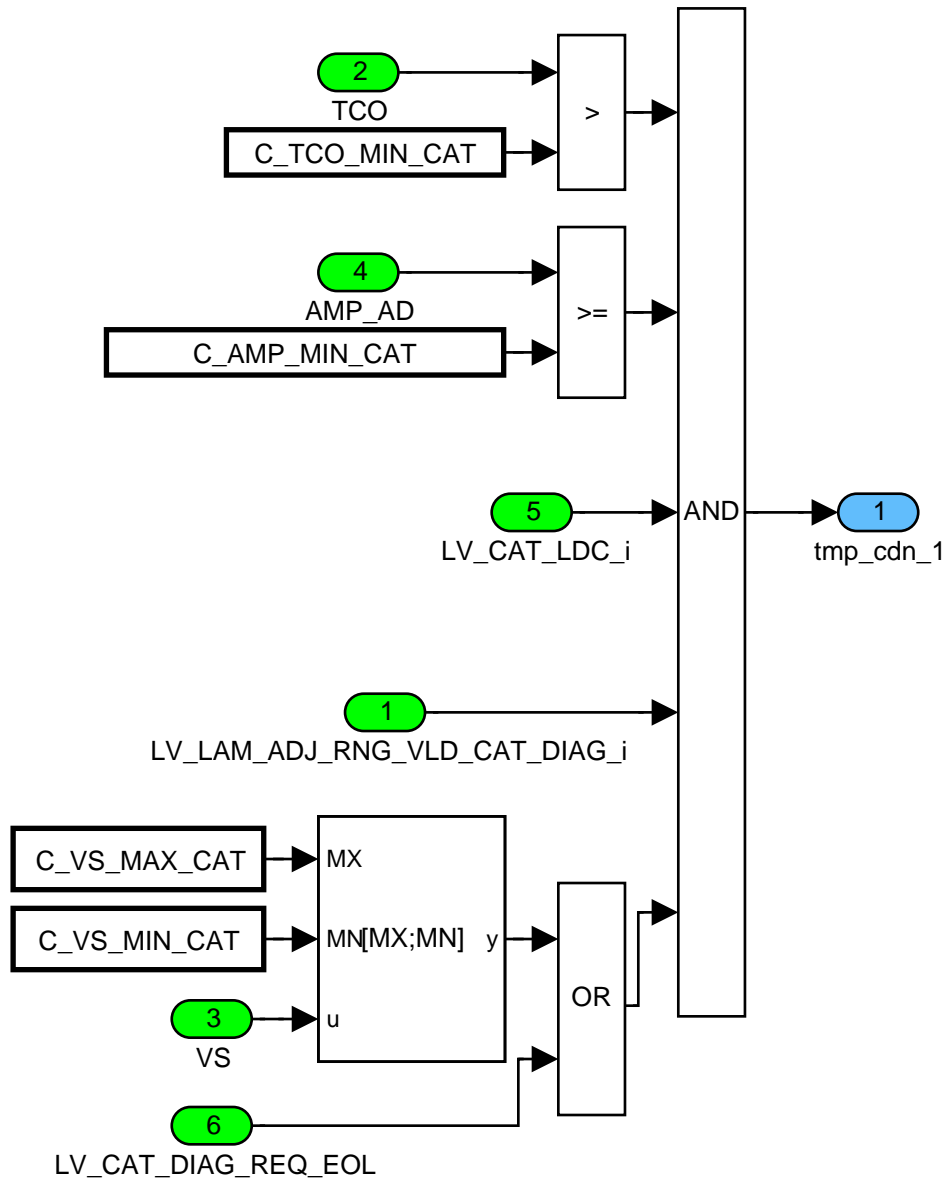 2
TCO
C_TCO_MIN_CAT
>
4
AMP_AD
C_AMP_MIN_CAT
>=
5
LV_CAT_LDC_i
AND
1
tmp_cdn_1
1
LV_LAM_ADJ_RNG_VLD_CAT_DIAG_i
C_VS_MAX_CAT
MX
C_VS_MIN_CAT
MN[MX;MN] y
3
VS
u
OR
6
LV_CAT_DIAG_REQ_EOL